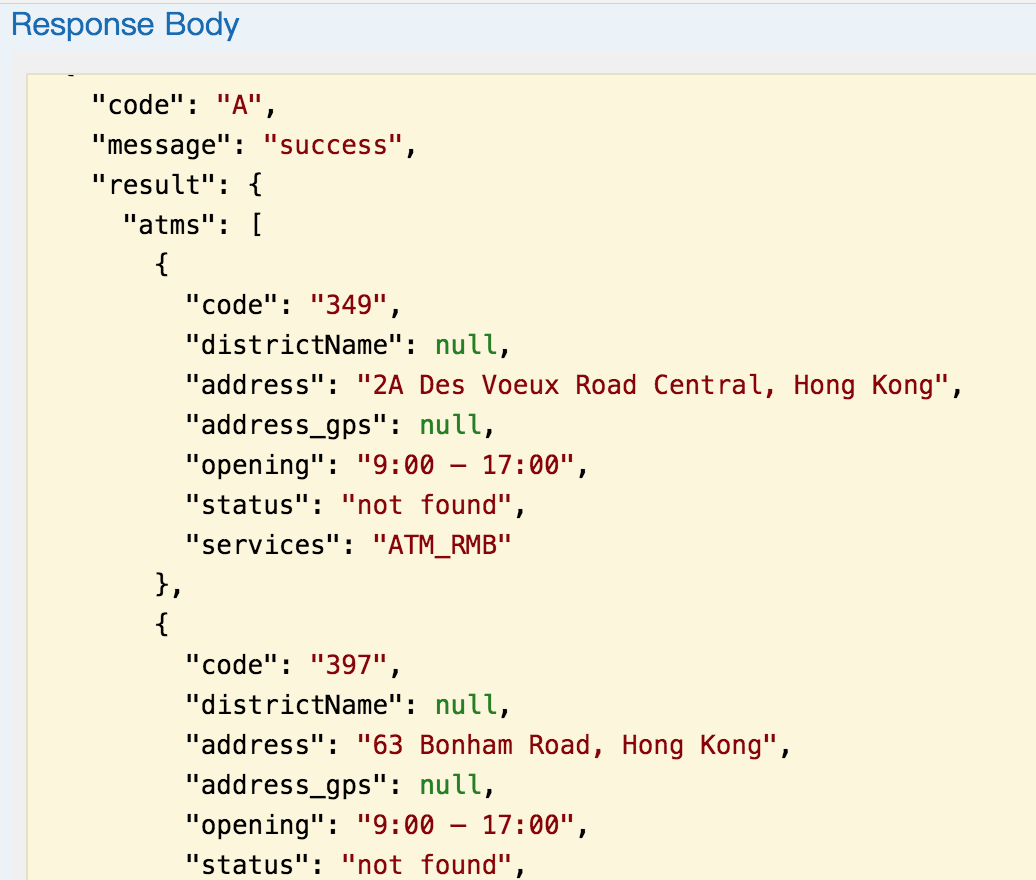 Response Body
"code": "A",
"message": "success",
"result": {
"atms": [
{
"code": "349",
"districtName": null,
"address": "2A Des Voeux Road Central, Hong Kong",
"address_gps": null,
"opening": "9:00 – 17:00",
"status": "not found",
"services": "ATM_RMB"
},
{
"code": "397",
"districtName": null,
"address": "63 Bonham Road, Hong Kong",
"address_gps": null,
"opening": "9:00 – 17:00",
"status": "not found",